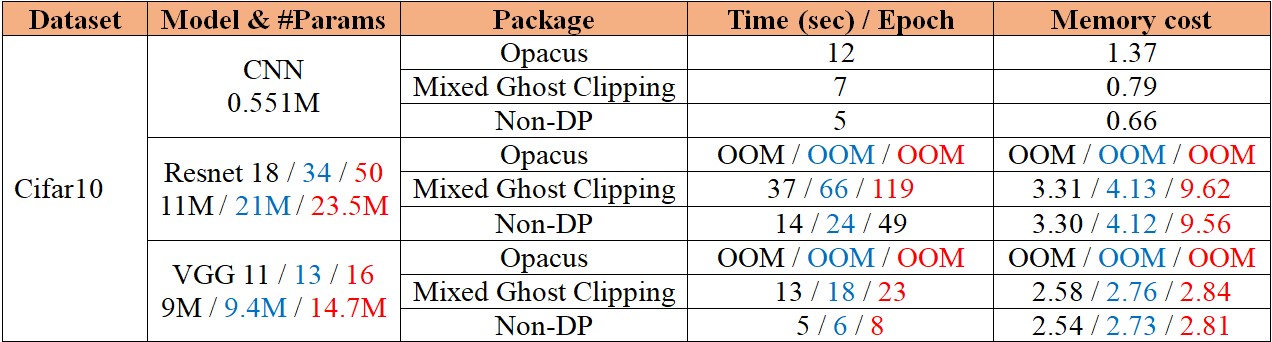 Dataset Model & #Params Package Time (sec) / Epoch Memory cost
Cifar10
CNN
0.551M
Opacus 12 1.37
Mixed Ghost Clipping 7 0.79
Non-DP 5 0.66
Resnet 18 / 34 / 50
11M / 21M / 23.5M
Opacus OOM / OOM / OOM OOM / OOM / OOM
Mixed Ghost Clipping 37 / 66 / 119 3.31 / 4.13 / 9.62
Non-DP 14 / 24 / 49 3.30 / 4.12 / 9.56
VGG 11 / 13 / 16
9M / 9.4M / 14.7M
Opacus OOM / OOM / OOM OOM / OOM / OOM
Mixed Ghost Clipping 13 / 18 / 23 2.58 / 2.76 / 2.84
Non-DP 5 / 6 / 8 2.54 / 2.73 / 2.81